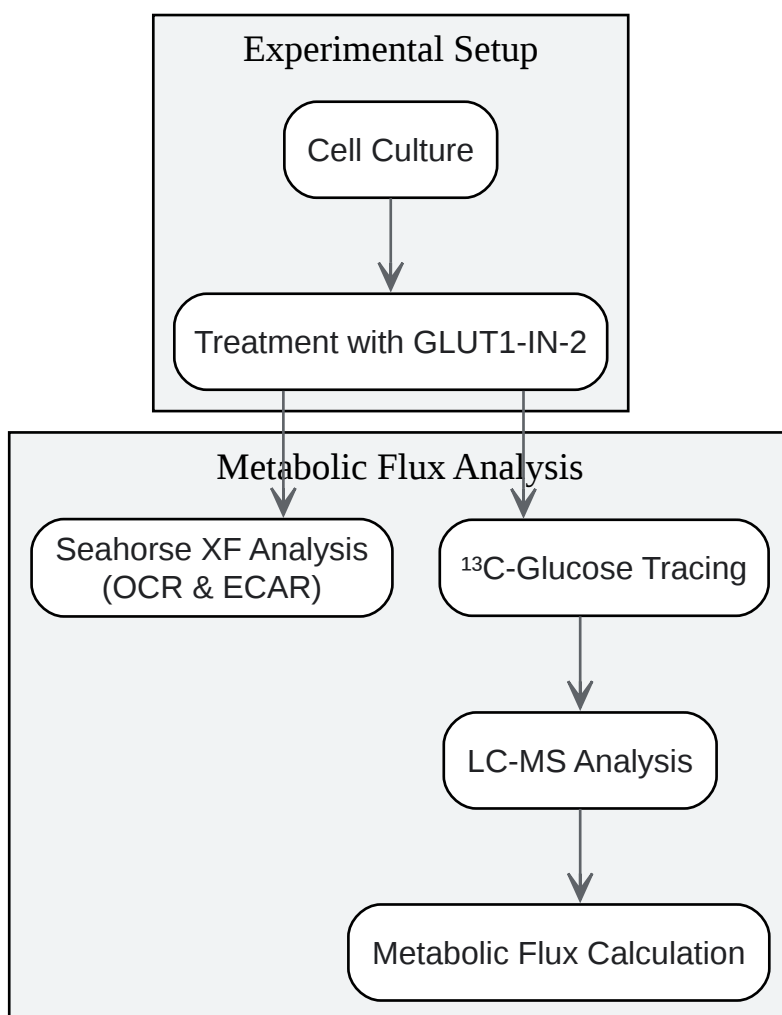 Experimental Setup
Cell Culture
Treatment with GLUT1-IN-2
Metabolic Flux Analysis
Seahorse XF Analysis
(OCR & ECAR)
¹³C-Glucose Tracing
LC-MS Analysis
Metabolic Flux Calculation